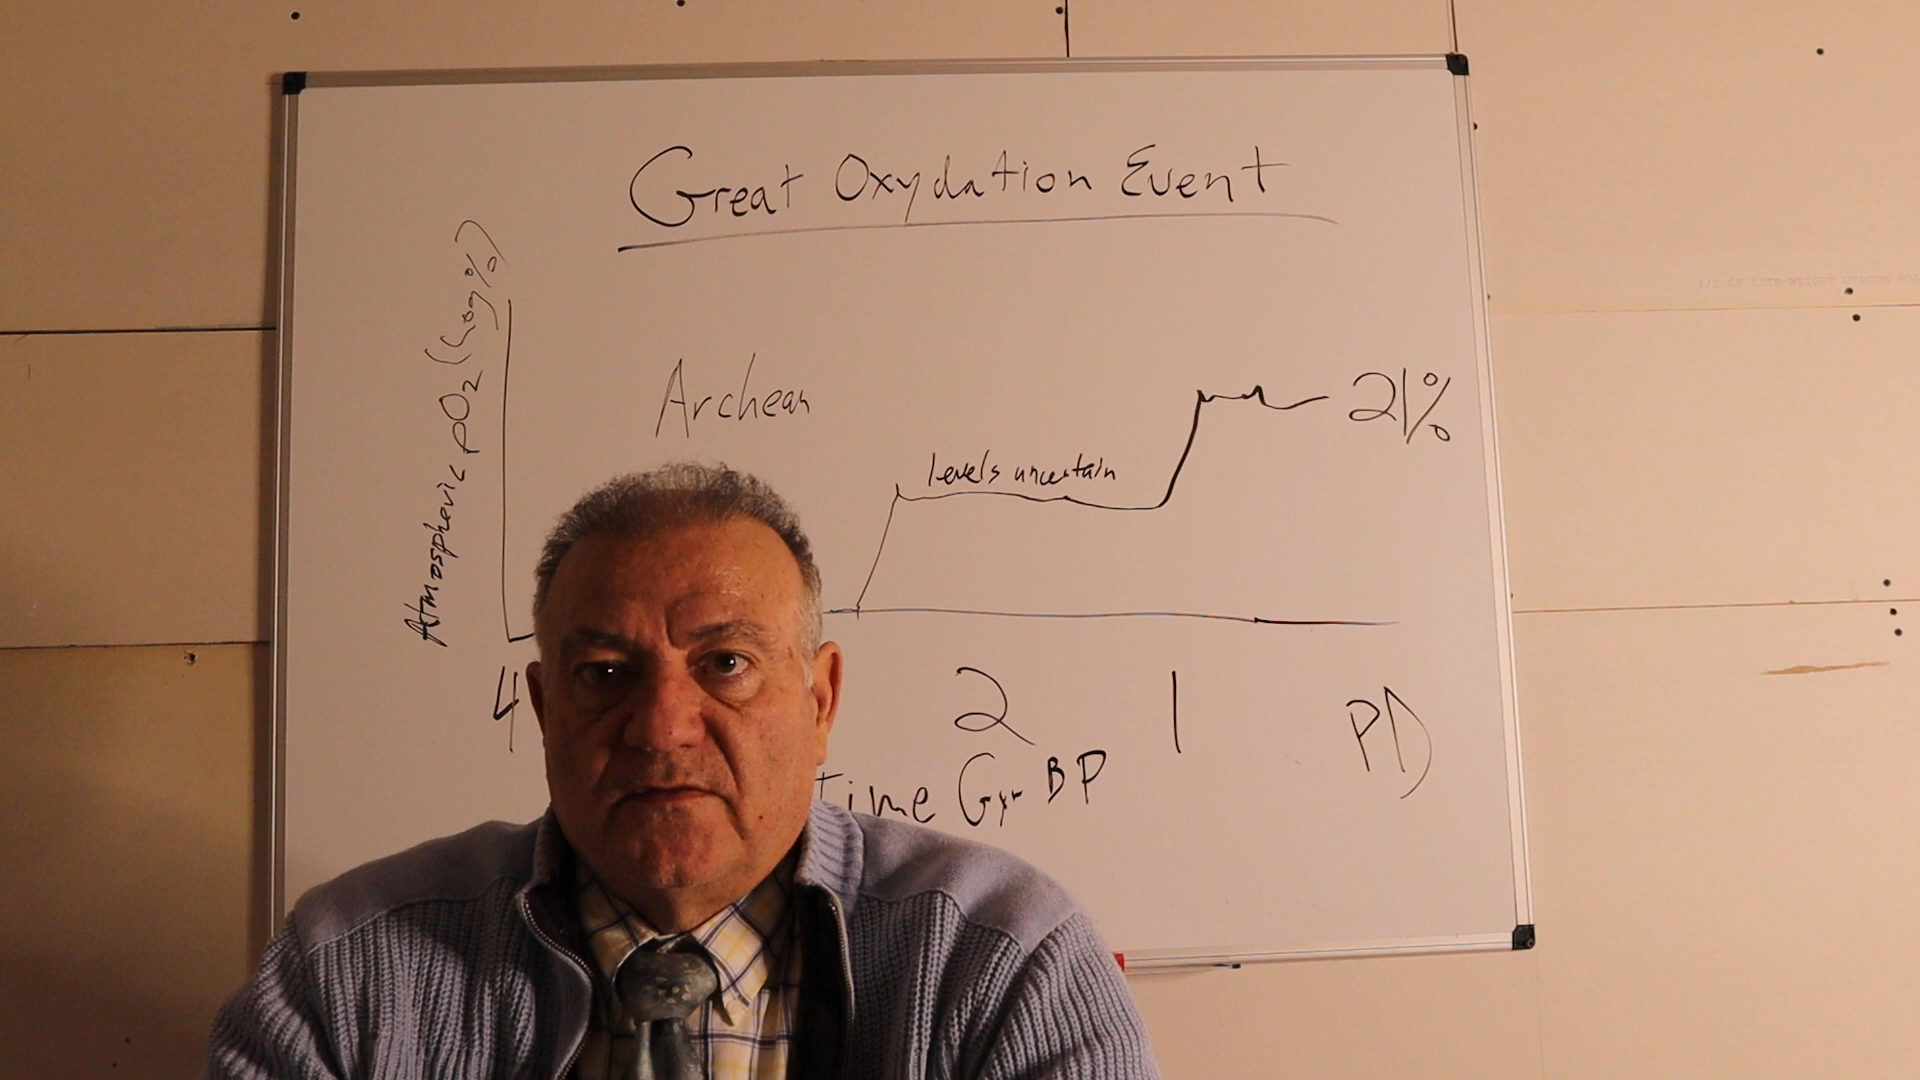 Great Oxydation Event
Atmospheric pO2 (Log%)
Archean
21%
levels uncertain
4 2 1 PD
Time Gyr BP